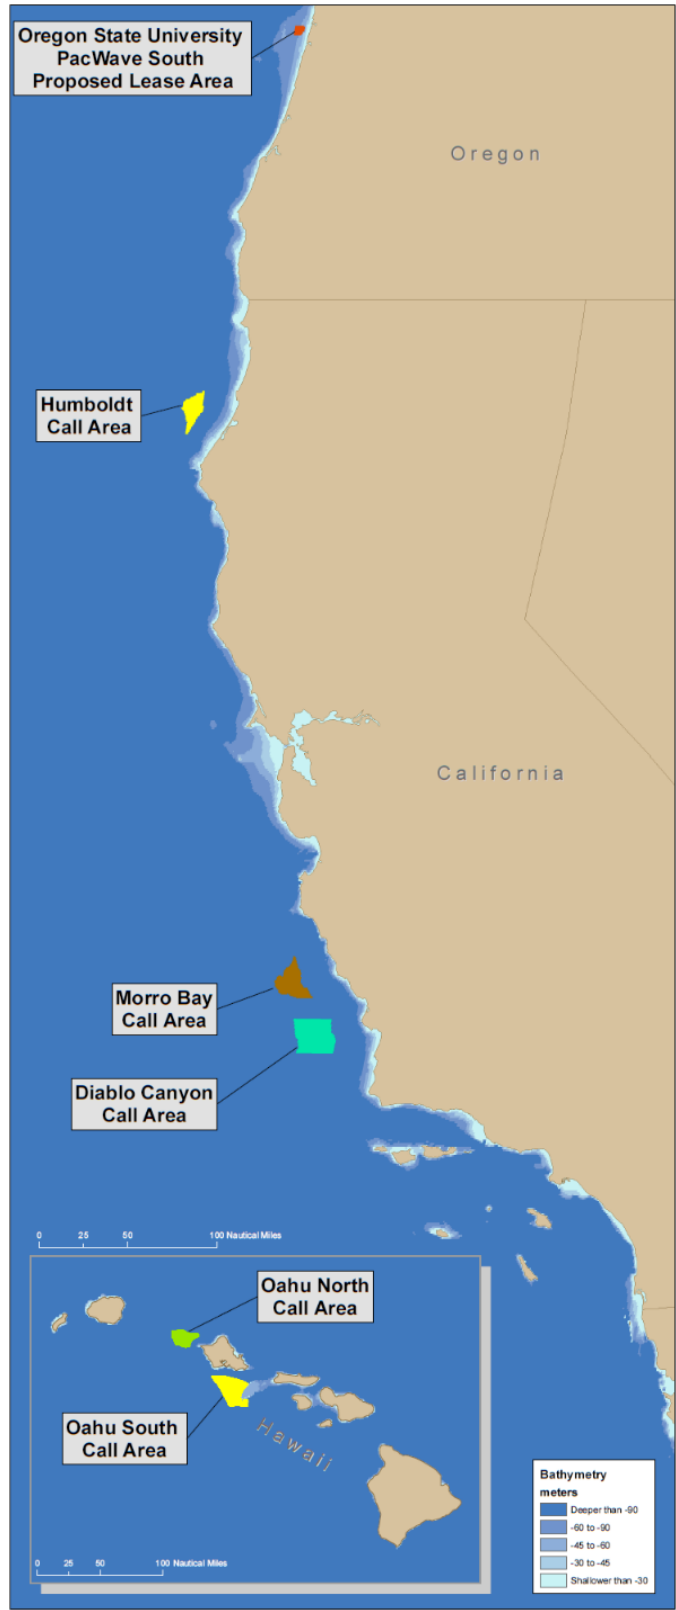 Oregon State University
PacWave South
Proposed Lease Area
Oregon
Humboldt
Call Area
California
Morro Bay
Call Area
Diablo Canyon
Call Area
0 25 50 100 Nautical Miles
Oahu North
Call Area
Oahu South
Call Area
Hawaii
0 25 50 100 Nautical Miles
Bathymetry
meters
Deeper than -90
-60 to -90
-45 to -60
-30 to -45
Shallower than -30